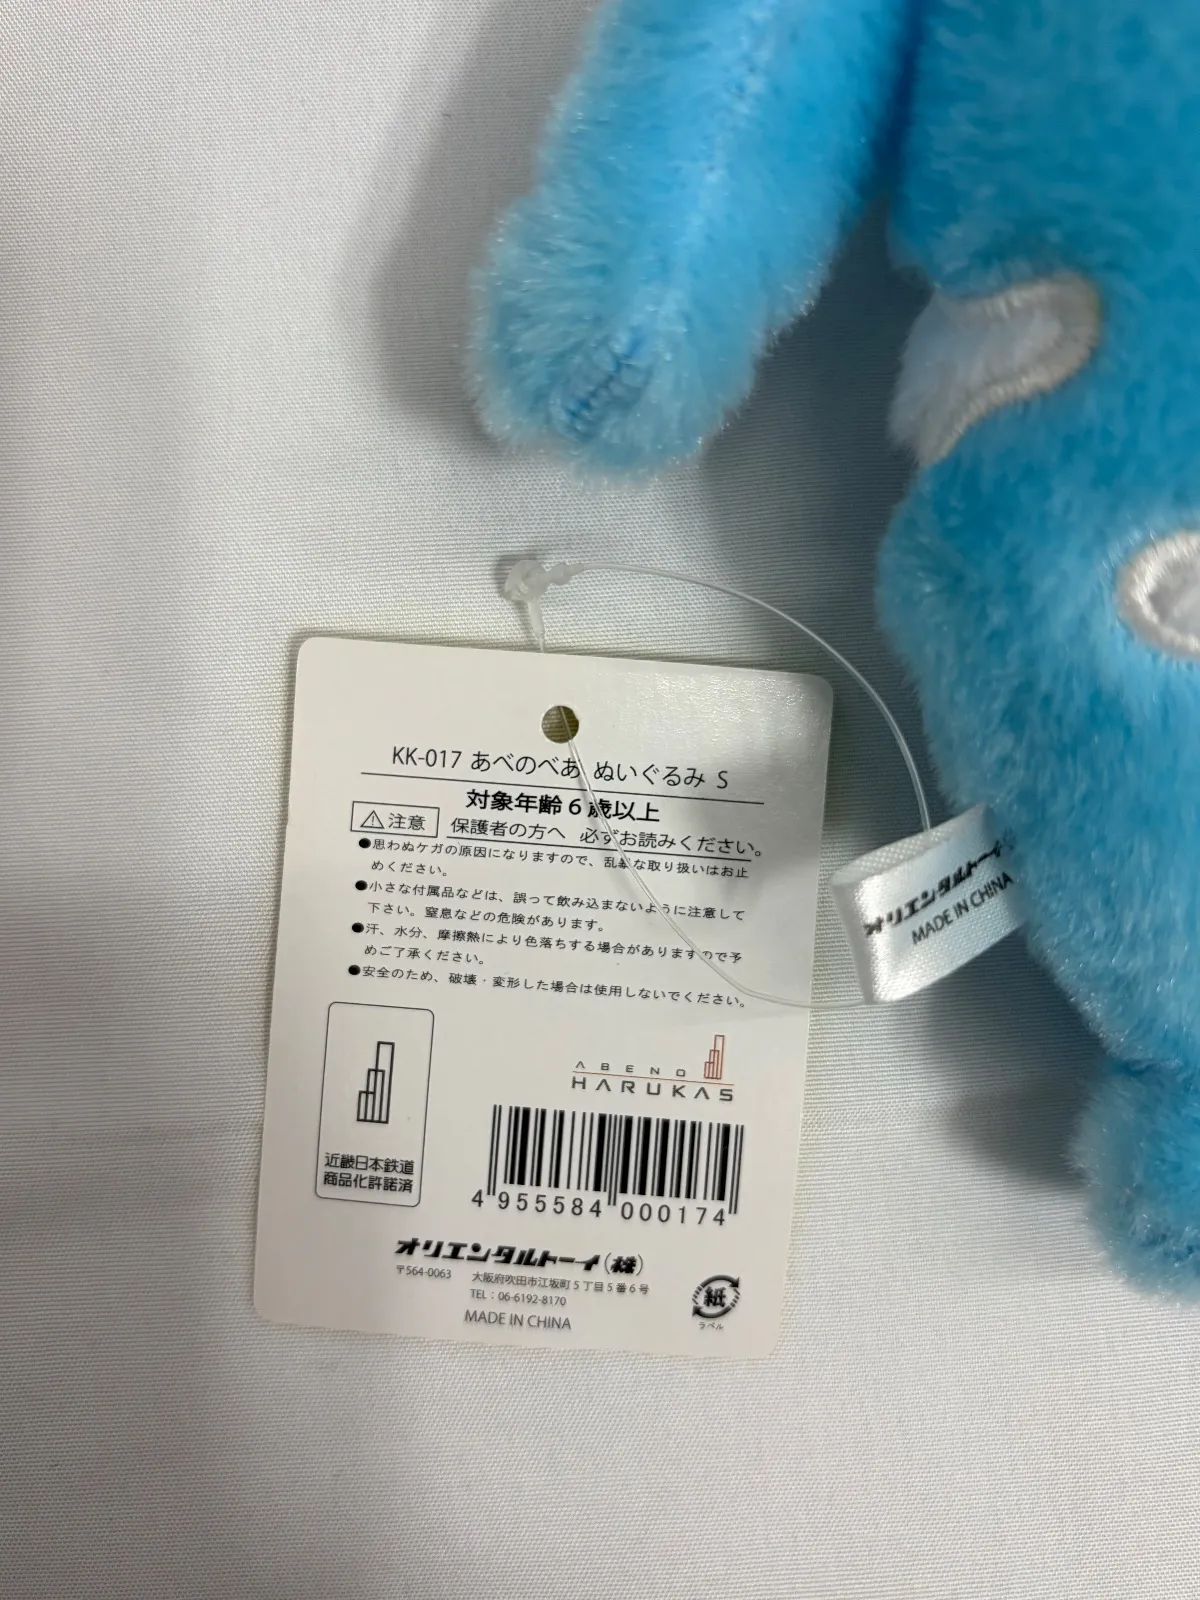 KK-017 あべのべあ ぬいぐるみ S
対象年齢6歳以上
⚠注意 保護者の方へ 必ずお読みください。
●思わぬケガの原因になりますので、乱暴な取り扱いはお止
めください。
●小さな付属品などは、誤って飲み込まないように注意して
下さい。窒息などの危険があります。
●汗、水分、摩擦熱により色落ちする場合がありますので予
めご了承ください。
●安全のため、破壊・変形した場合は使用しないでください。
ABENO
HARUKAS
近畿日本鉄道
商品化許諾済
4 955584 000174
オリエンタルトーイ(株)
〒564-0063 大阪府吹田市江坂町5丁目5番6号
TEL：06-6192-8170
MADE IN CHINA
紙
ラベル
オリエンタルトーイ
MADE IN CHINA